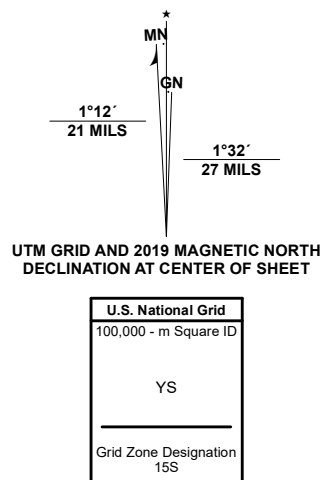 ★
MN
GN
1°12´
21 MILS
1°32´
27 MILS
UTM GRID AND 2019 MAGNETIC NORTH
DECLINATION AT CENTER OF SHEET
U.S. National Grid
100,000 - m Square ID
YS
Grid Zone Designation
15S